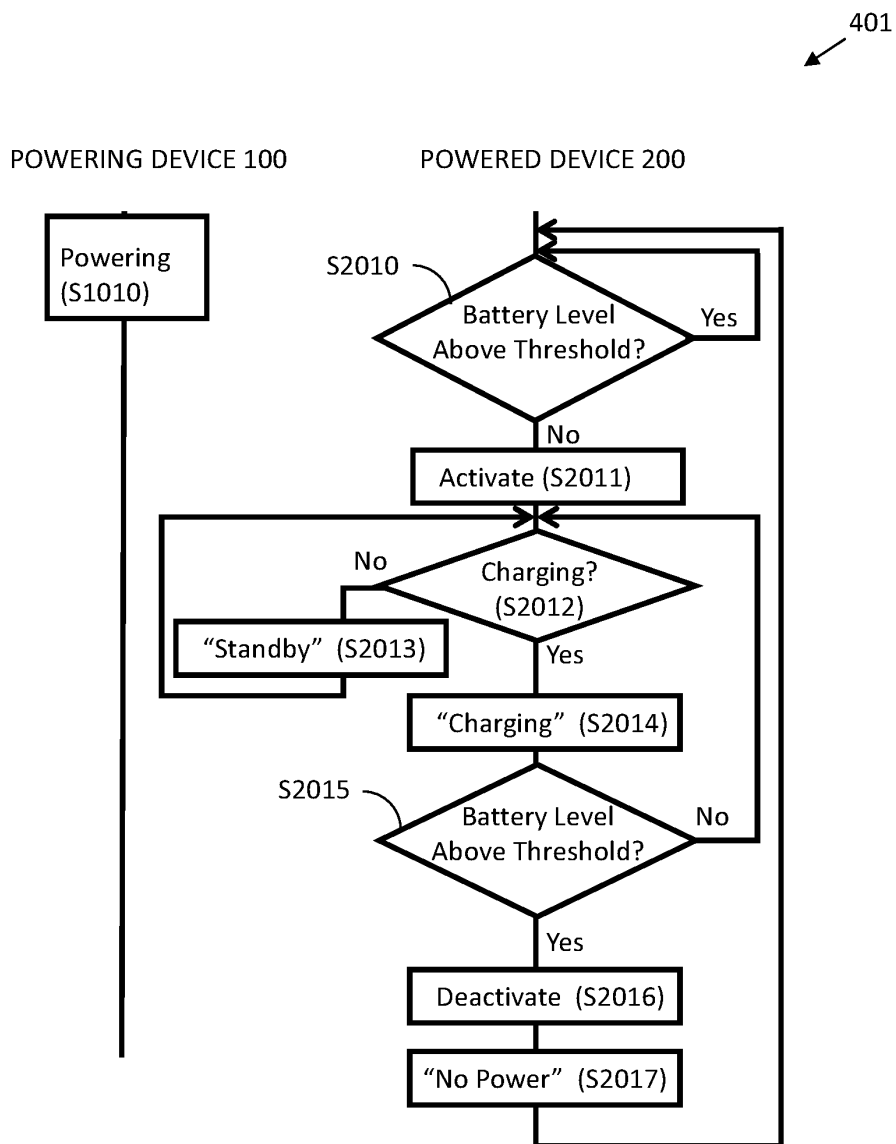 401
POWERING DEVICE 100
POWERED DEVICE 200
Powering
(S1010)
S2010
Battery Level
Above Threshold?
Yes
No
Activate (S2011)
No
Charging?
(S2012)
“Standby” (S2013)
Yes
“Charging” (S2014)
S2015
Battery Level
Above Threshold?
No
Yes
Deactivate (S2016)
“No Power” (S2017)